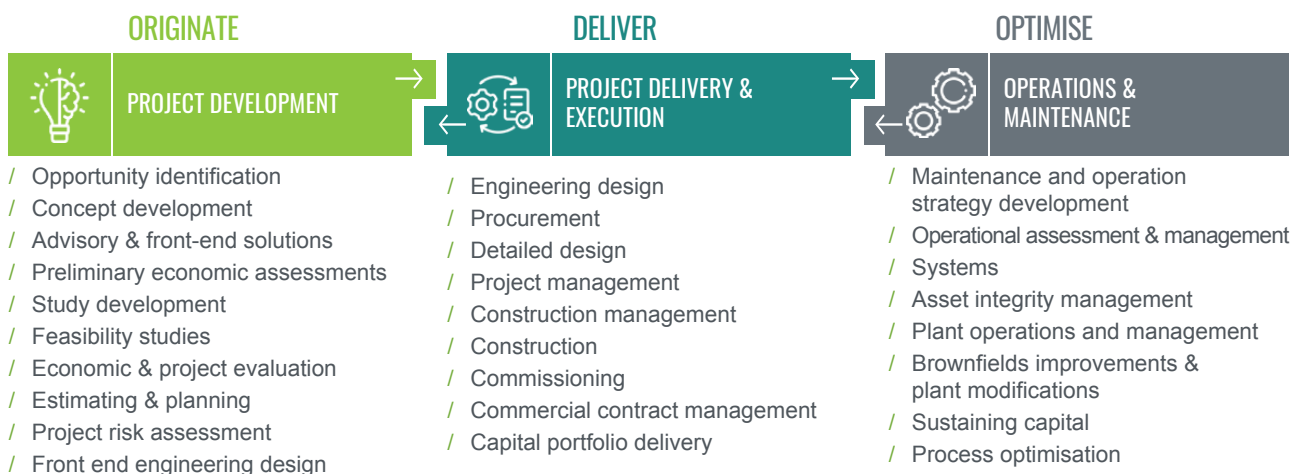 ORIGINATE
PROJECT DEVELOPMENT
/ Opportunity identification
/ Concept development
/ Advisory & front-end solutions
/ Preliminary economic assessments
/ Study development
/ Feasibility studies
/ Economic & project evaluation
/ Estimating & planning
/ Project risk assessment
/ Front end engineering design
DELIVER
PROJECT DELIVERY &
EXECUTION
/ Engineering design
/ Procurement
/ Detailed design
/ Project management
/ Construction management
/ Construction
/ Commissioning
/ Commercial contract management
/ Capital portfolio delivery
OPTIMISE
OPERATIONS &
MAINTENANCE
/ Maintenance and operation
strategy development
/ Operational assessment & management
/ Systems
/ Asset integrity management
/ Plant operations and management
/ Brownfields improvements &
plant modifications
/ Sustaining capital
/ Process optimisation